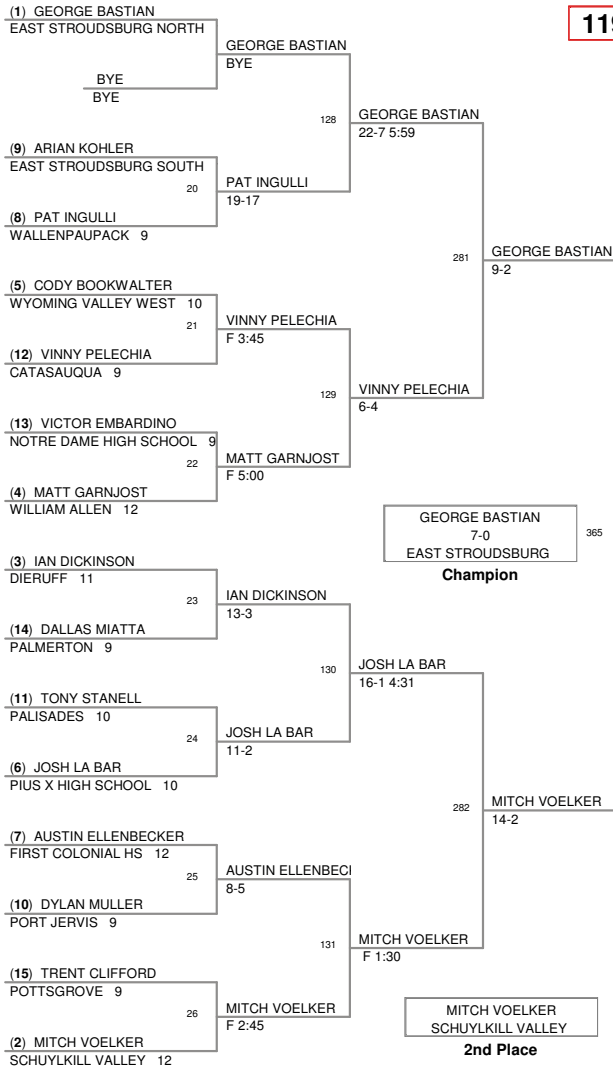 (1) GEORGE BASTIAN
EAST STROUDSBURG NORTH
119
GEORGE BASTIAN
BYE
BYE
BYE
128
GEORGE BASTIAN
22-7 5:59
(9) ARIAN KOHLER
EAST STROUDSBURG SOUTH
20
PAT INGULLI
19-17
(8) PAT INGULLI
WALLENPAUPACK 9
281
GEORGE BASTIAN
9-2
(5) CODY BOOKWALTER
WYOMING VALLEY WEST 10
21
VINNY PELECHIA
F 3:45
(12) VINNY PELECHIA
CATASAUQUA 9
129
VINNY PELECHIA
6-4
(13) VICTOR EMBARDINO
NOTRE DAME HIGH SCHOOL 9
22
MATT GARNJOST
F 5:00
(4) MATT GARNJOST
WILLIAM ALLEN 12
GEORGE BASTIAN
7-0
EAST STROUDSBURG
365
Champion
(3) IAN DICKINSON
DIERUFF 11
23
IAN DICKINSON
13-3
(14) DALLAS MIATTA
PALMERTON 9
130
JOSH LA BAR
16-1 4:31
(11) TONY STANELL
PALISADES 10
24
JOSH LA BAR
11-2
(6) JOSH LA BAR
PIUS X HIGH SCHOOL 10
282
MITCH VOELKER
14-2
(7) AUSTIN ELLENBECKER
FIRST COLONIAL HS 12
25
AUSTIN ELLENBECI
8-5
(10) DYLAN MULLER
PORT JERVIS 9
131
MITCH VOELKER
F 1:30
(15) TRENT CLIFFORD
POTTSGROVE 9
26
MITCH VOELKER
F 2:45
(2) MITCH VOELKER
SCHUYLKILL VALLEY 12
MITCH VOELKER
SCHUYLKILL VALLEY
2nd Place